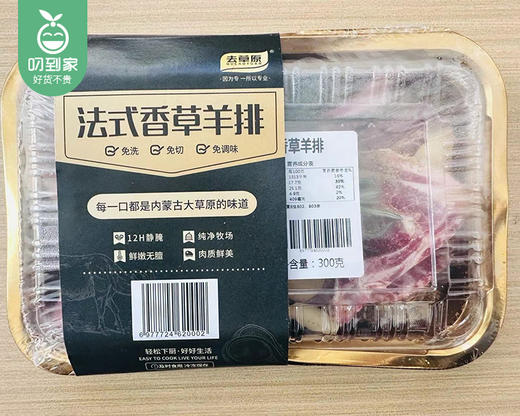 叨到家
好货不贵
去草原
因为专一所以专业
法式香草羊排
免洗 免切 免调味
每一口都是内蒙古大草原的味道
12H静腌 纯净牧场
鲜嫩无膻 肉质鲜美
6977724620002
轻松下厨·好好生活
EASY TO COOK LIVE YOUR LIFE
香草羊排
营养成分表
含量：300克